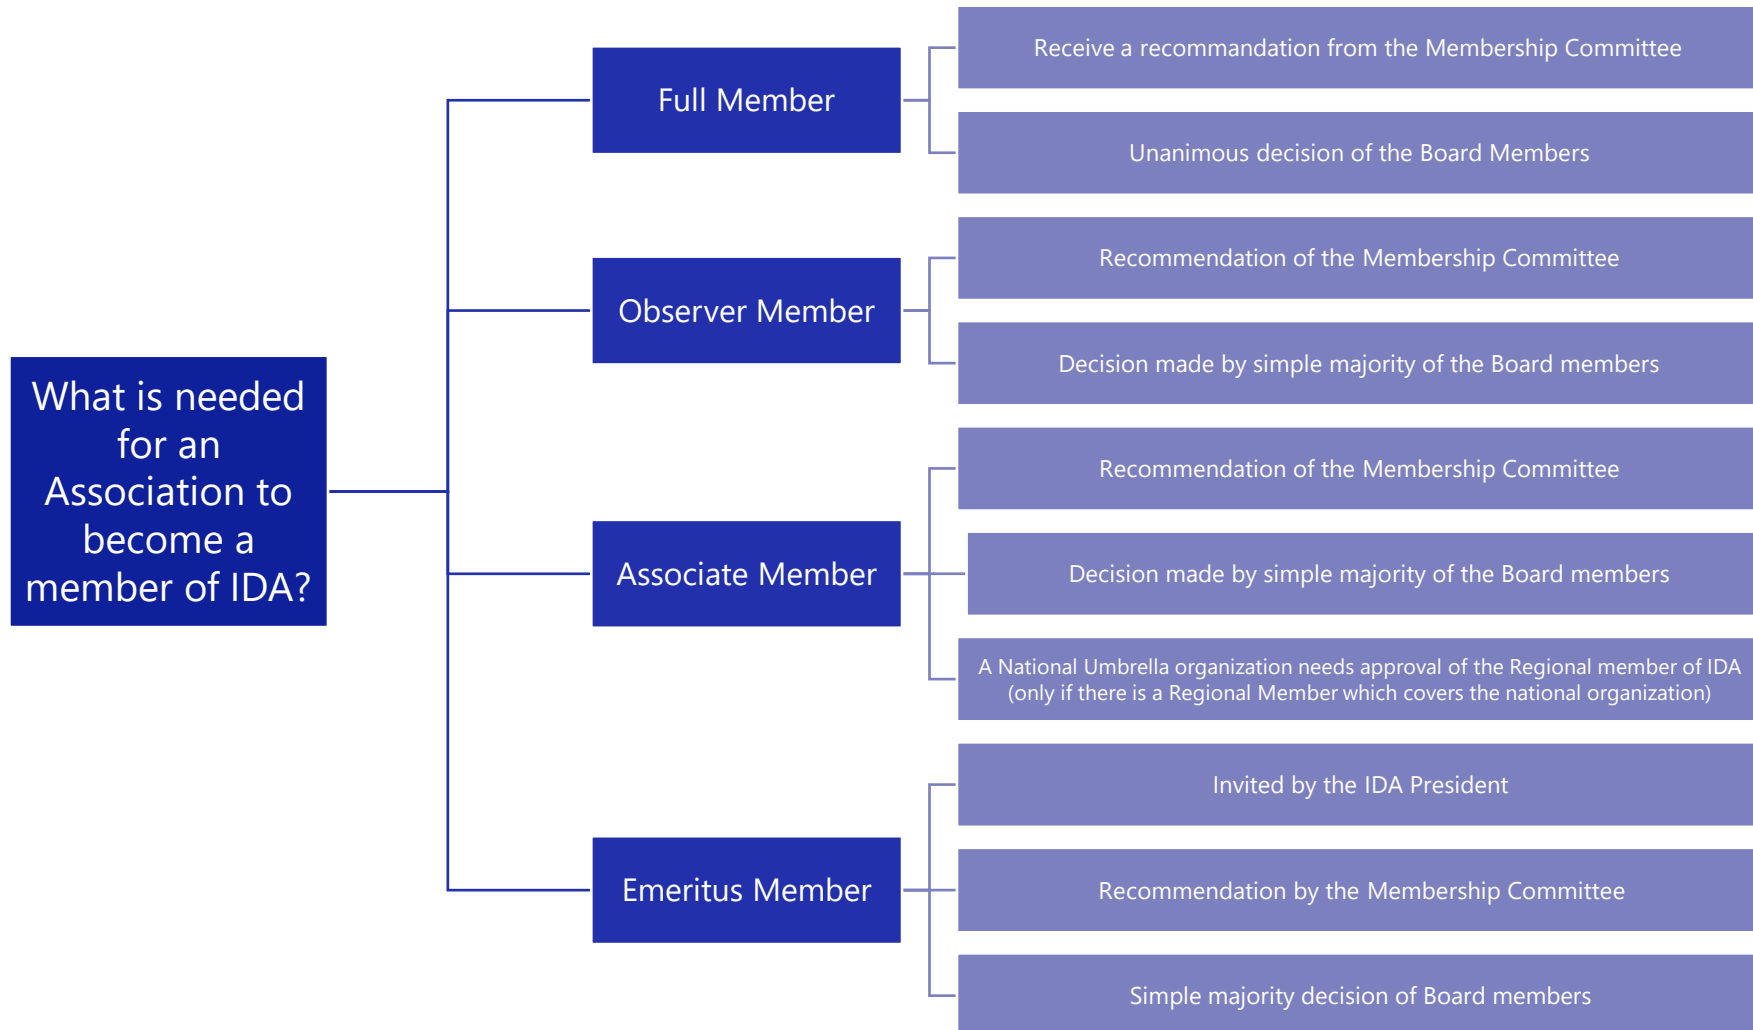 What is needed
for an
Association to
become a
member of IDA?
Full Member
Receive a recommandation from the Membership Committee
Unanimous decision of the Board Members
Observer Member
Recommendation of the Membership Committee
Decision made by simple majority of the Board members
Associate Member
Recommendation of the Membership Committee
Decision made by simple majority of the Board members
A National Umbrella organization needs approval of the Regional member of IDA
(only if there is a Regional Member which covers the national organization)
Emeritus Member
Invited by the IDA President
Recommendation by the Membership Committee
Simple majority decision of Board members